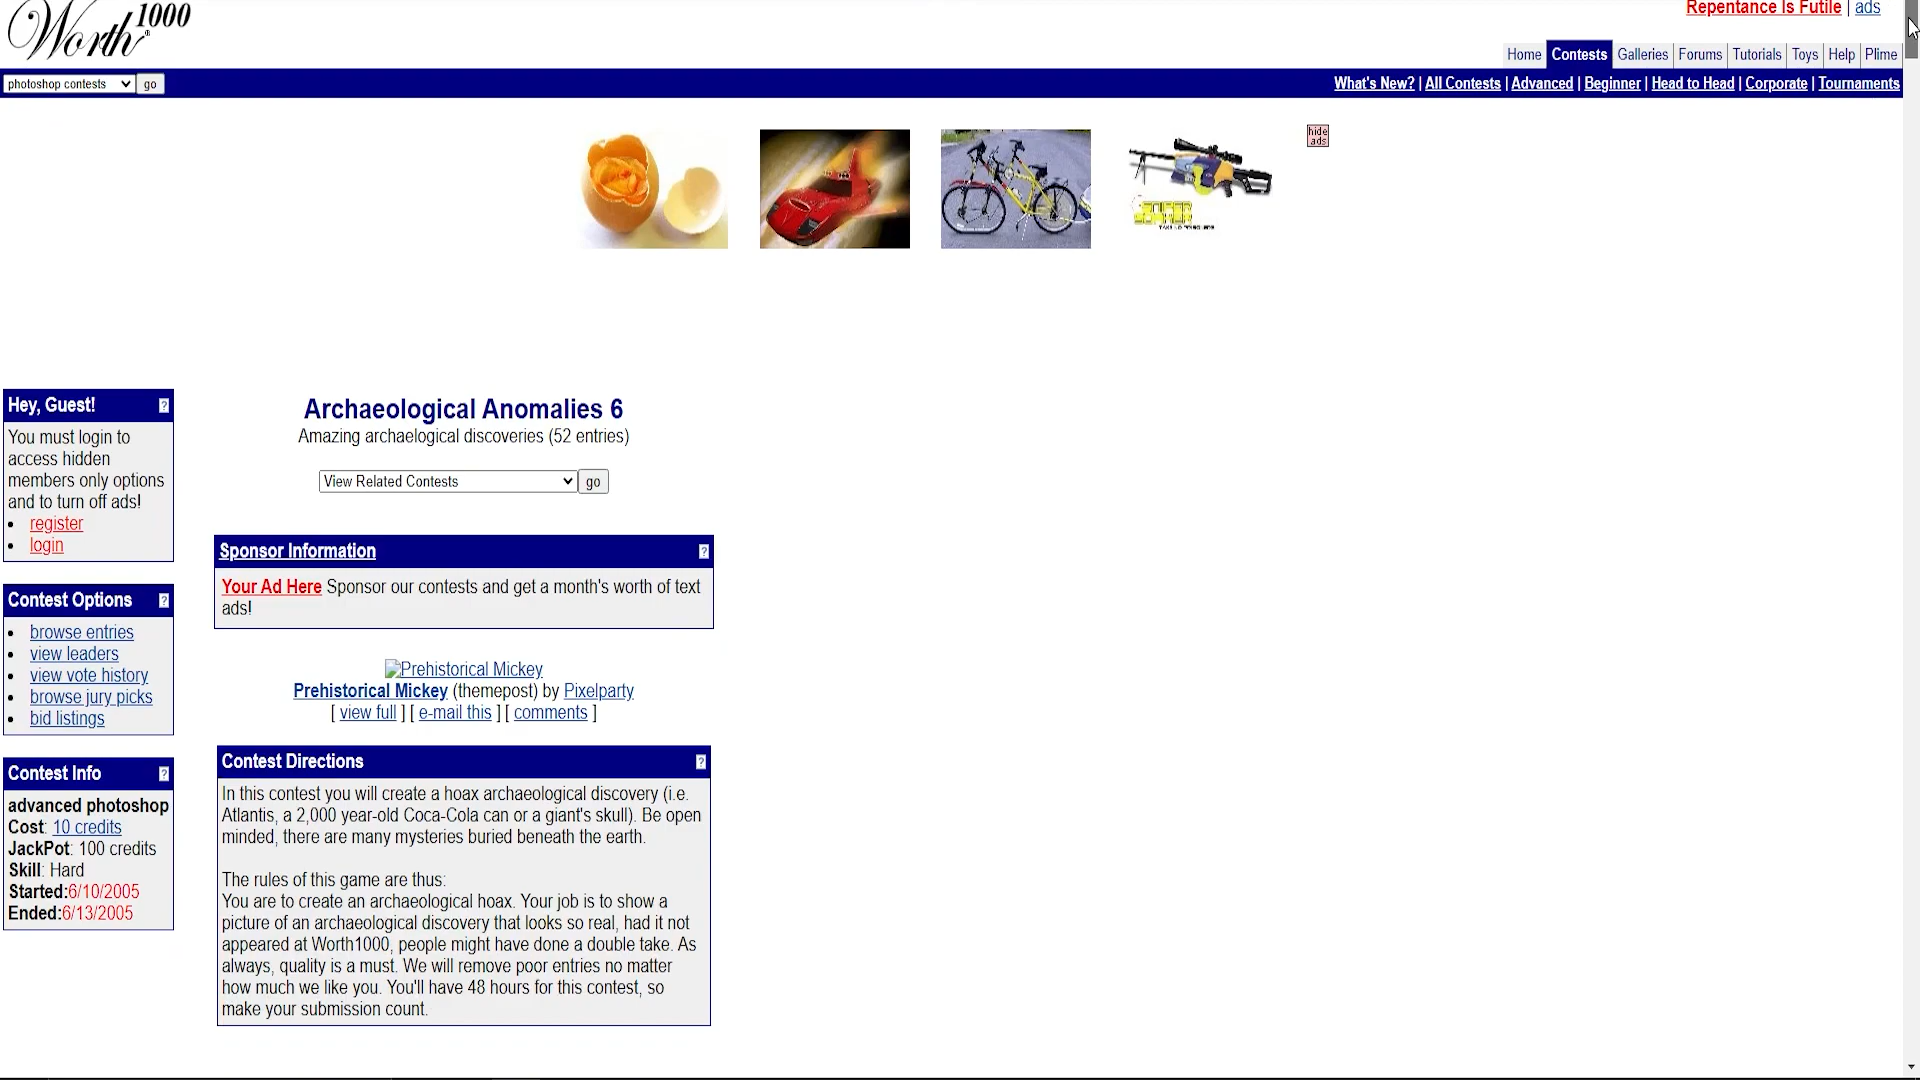 Worth1000
Repentance Is Futile | ads
Home Contests Galleries Forums Tutorials Toys Help Plime
photoshop contests go
What's New? | All Contests | Advanced | Beginner | Head to Head | Corporate | Tournaments
hide
ads
Hey, Guest! ?
You must login to
access hidden
members only options
and to turn off ads!
• register
• login
Contest Options ?
• browse entries
• view leaders
• view vote history
• browse jury picks
• bid listings
Contest Info ?
advanced photoshop
Cost: 10 credits
JackPot: 100 credits
Skill: Hard
Started:6/10/2005
Ended:6/13/2005
Archaeological Anomalies 6
Amazing archaelogical discoveries (52 entries)
View Related Contests go
Sponsor Information ?
Your Ad Here Sponsor our contests and get a month's worth of text
ads!
Prehistorical Mickey
Prehistorical Mickey (themepost) by Pixelparty
[ view full ] [ e-mail this ] [ comments ]
Contest Directions ?
In this contest you will create a hoax archaeological discovery (i.e.
Atlantis, a 2,000 year-old Coca-Cola can or a giant's skull). Be open
minded, there are many mysteries buried beneath the earth.
The rules of this game are thus:
You are to create an archaeological hoax. Your job is to show a
picture of an archaeological discovery that looks so real, had it not
appeared at Worth1000, people might have done a double take. As
always, quality is a must. We will remove poor entries no matter
how much we like you. You'll have 48 hours for this contest, so
make your submission count.